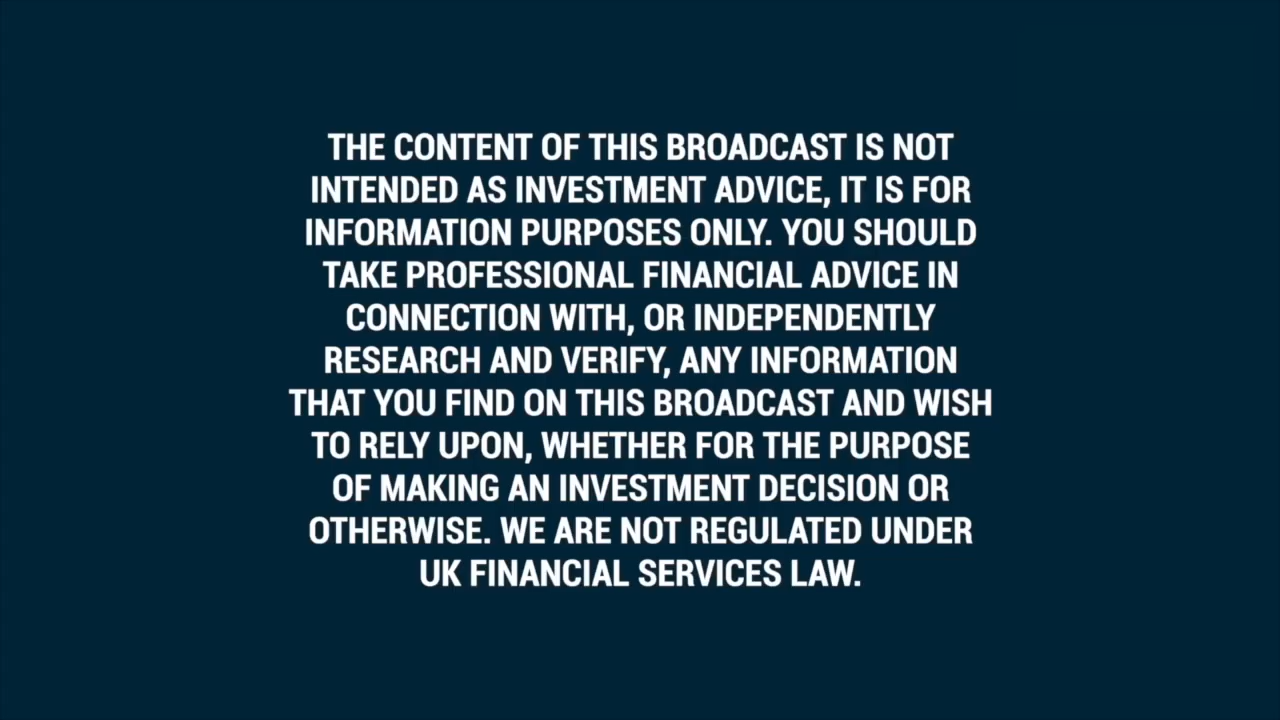 THE CONTENT OF THIS BROADCAST IS NOT
INTENDED AS INVESTMENT ADVICE, IT IS FOR
INFORMATION PURPOSES ONLY. YOU SHOULD
TAKE PROFESSIONAL FINANCIAL ADVICE IN
CONNECTION WITH, OR INDEPENDENTLY
RESEARCH AND VERIFY, ANY INFORMATION
THAT YOU FIND ON THIS BROADCAST AND WISH
TO RELY UPON, WHETHER FOR THE PURPOSE
OF MAKING AN INVESTMENT DECISION OR
OTHERWISE. WE ARE NOT REGULATED UNDER
UK FINANCIAL SERVICES LAW.